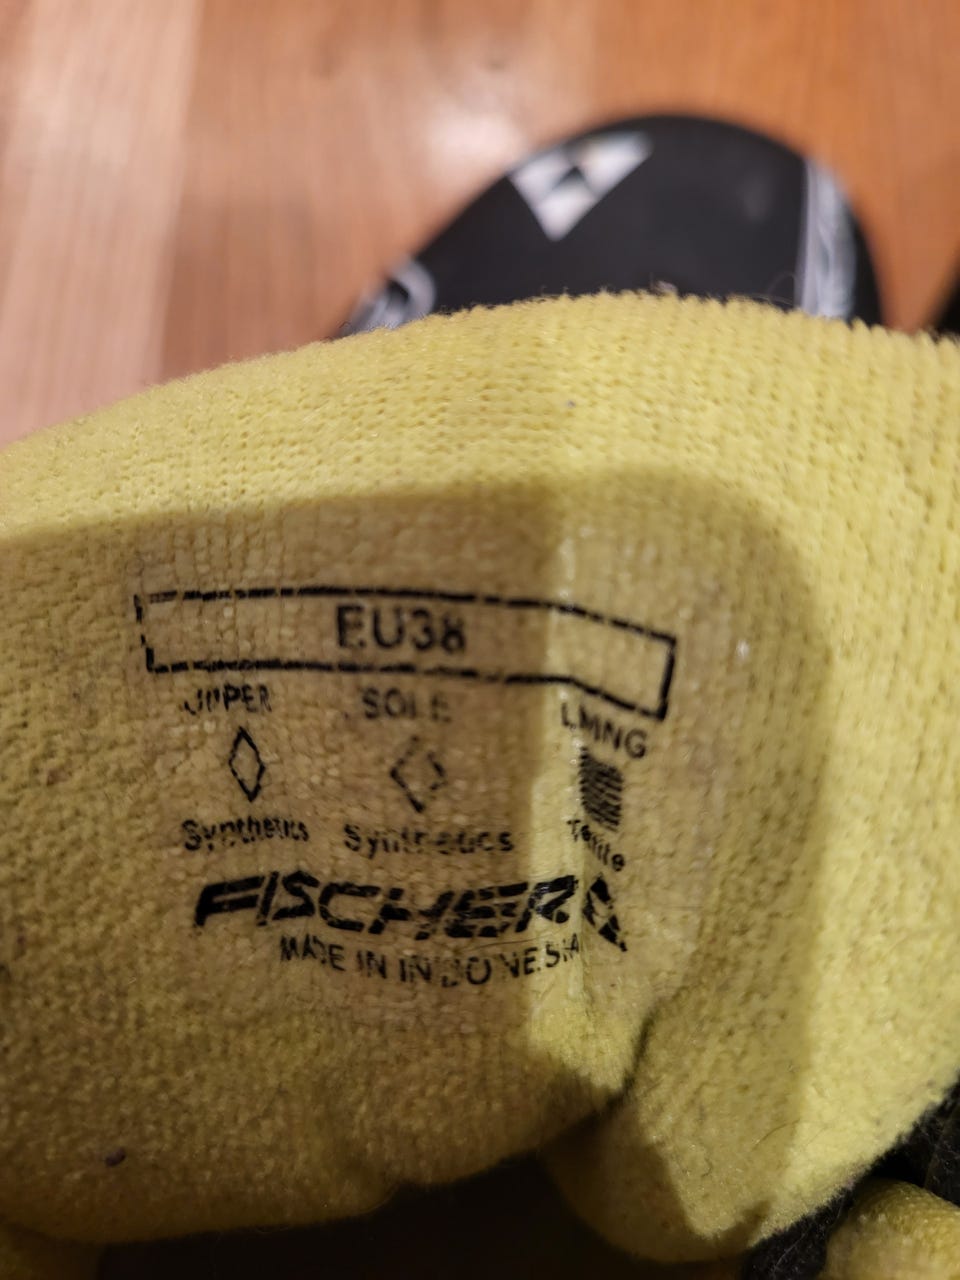 EU38
UPPER SOLE LINING
Synthetics Synthetics Textile
FISCHER
MADE IN INDONESIA